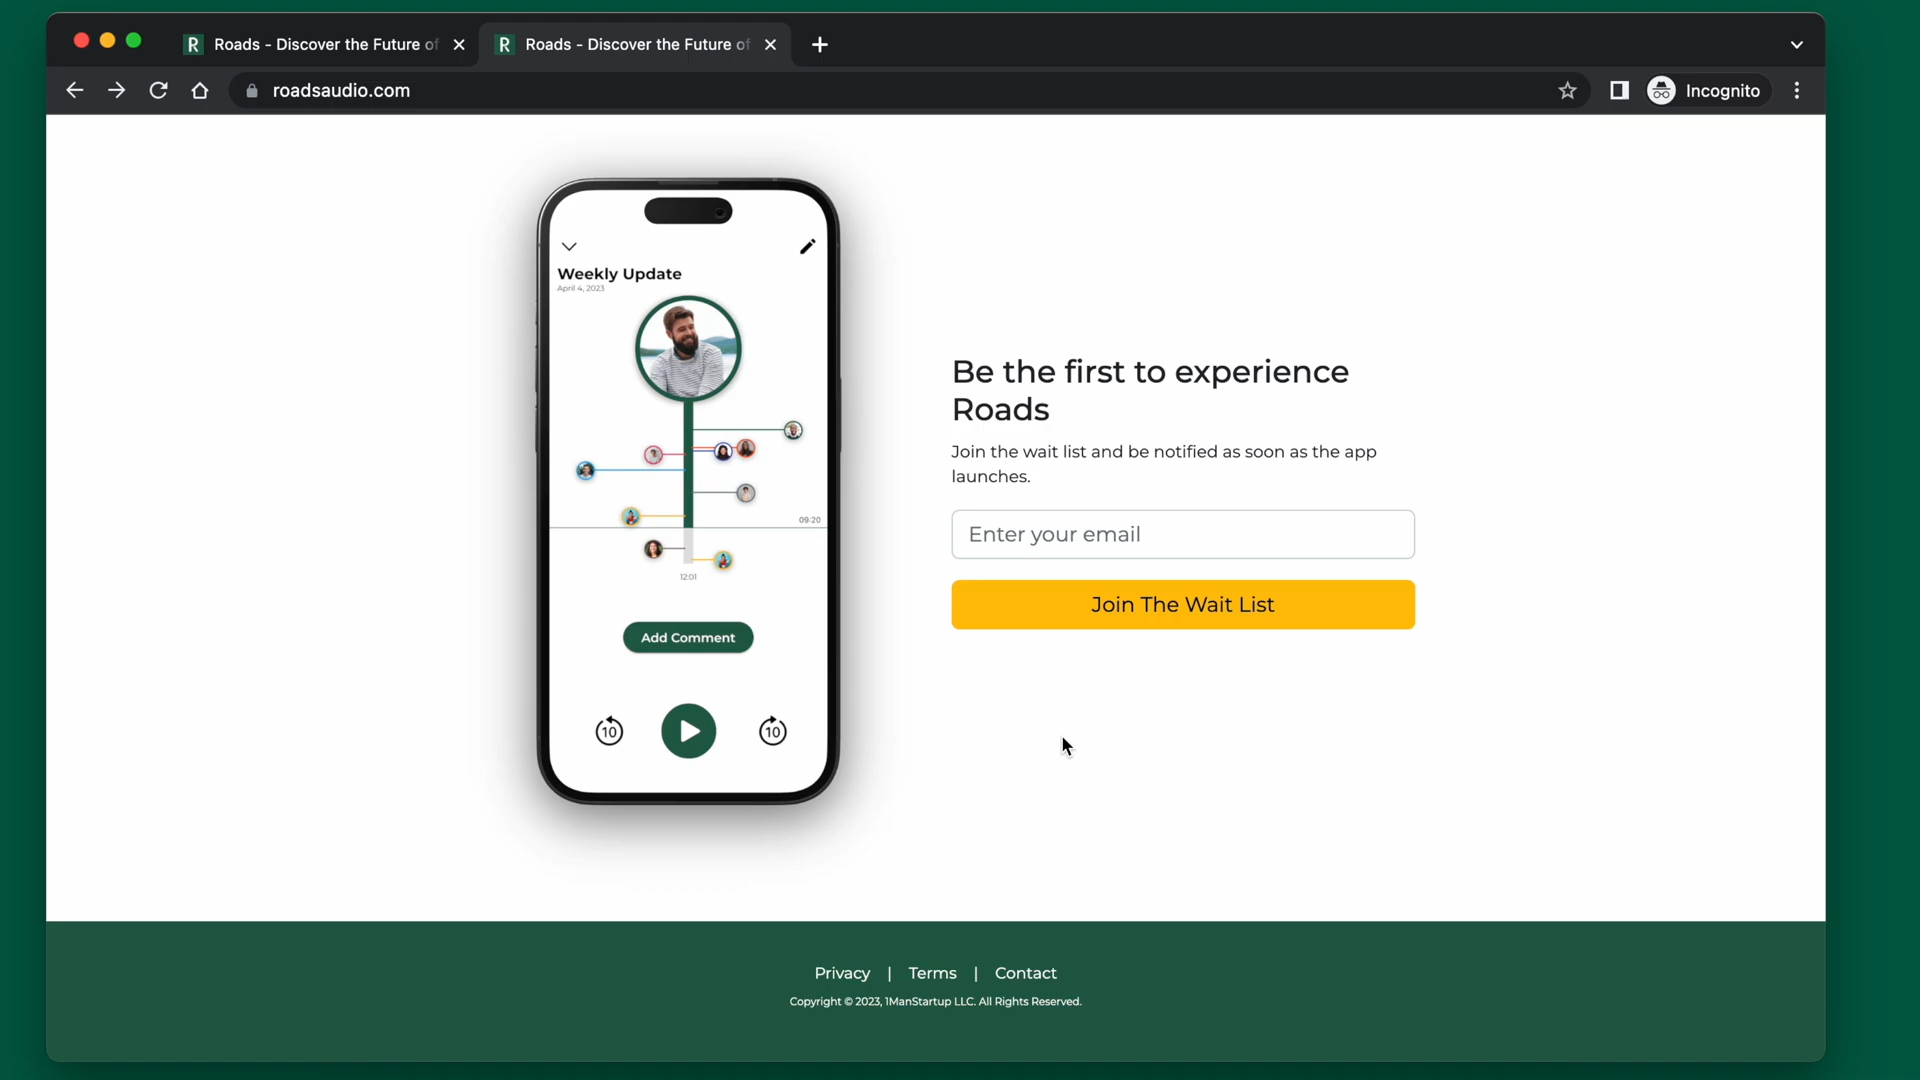 R Roads - Discover the Future of
R Roads - Discover the Future of
roadsaudio.com
Incognito
Weekly Update
April 4, 2023
09:20
12:01
Add Comment
10
10
Be the first to experience
Roads
Join the wait list and be notified as soon as the app
launches.
Enter your email
Join The Wait List
Privacy | Terms | Contact
Copyright © 2023, 1ManStartup LLC. All Rights Reserved.